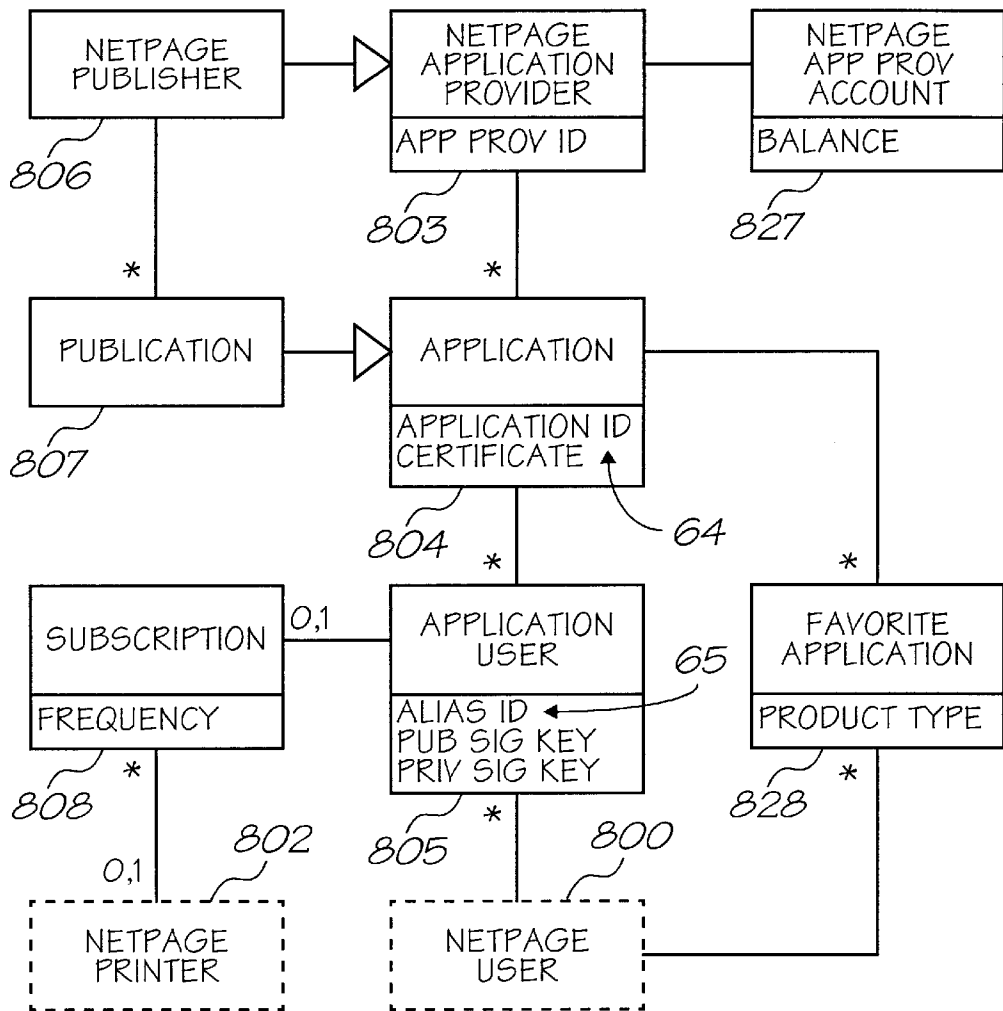 NETPAGE
PUBLISHER
806
NETPAGE
APPLICATION
PROVIDER
APP PROV ID
803
NETPAGE
APP PROV
ACCOUNT
BALANCE
827
*
*
PUBLICATION
807
APPLICATION
APPLICATION ID
CERTIFICATE
804
64
*
*
SUBSCRIPTION
FREQUENCY
808
0,1
APPLICATION
USER
ALIAS ID
PUB SIG KEY
PRIV SIG KEY
805
65
FAVORITE
APPLICATION
PRODUCT TYPE
828
*
*
*
0,1
802
NETPAGE
PRINTER
800
NETPAGE
USER